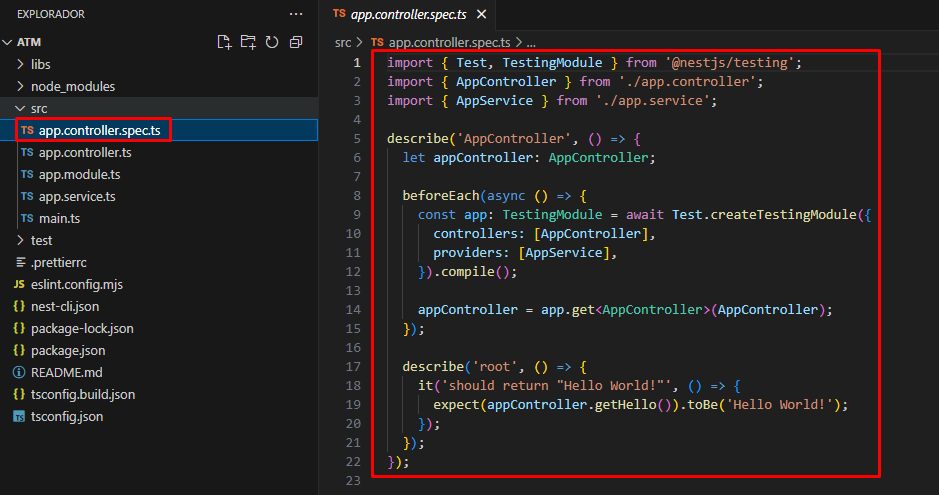 EXPLORADOR
ATM
libs
node_modules
src
TS app.controller.spec.ts
TS app.controller.ts
TS app.module.ts
TS app.service.ts
TS main.ts
test
.prettierrc
JS eslint.config.mjs
{} nest-cli.json
{} package-lock.json
{} package.json
README.md
tsconfig.build.json
TS tsconfig.json
TS app.controller.spec.ts
src > TS app.controller.spec.ts > ...
1 import { Test, TestingModule } from '@nestjs/testing';
2 import { AppController } from './app.controller';
3 import { AppService } from './app.service';
4
5 describe('AppController', () => {
6   let appController: AppController;
7
8   beforeEach(async () => {
9     const app: TestingModule = await Test.createTestingModule({
10       controllers: [AppController],
11       providers: [AppService],
12     }).compile();
13
14     appController = app.get<AppController>(AppController);
15   });
16
17   describe('root', () => {
18     it('should return "Hello World!"', () => {
19       expect(appController.getHello()).toBe('Hello World!');
20     });
21   });
22 });
23